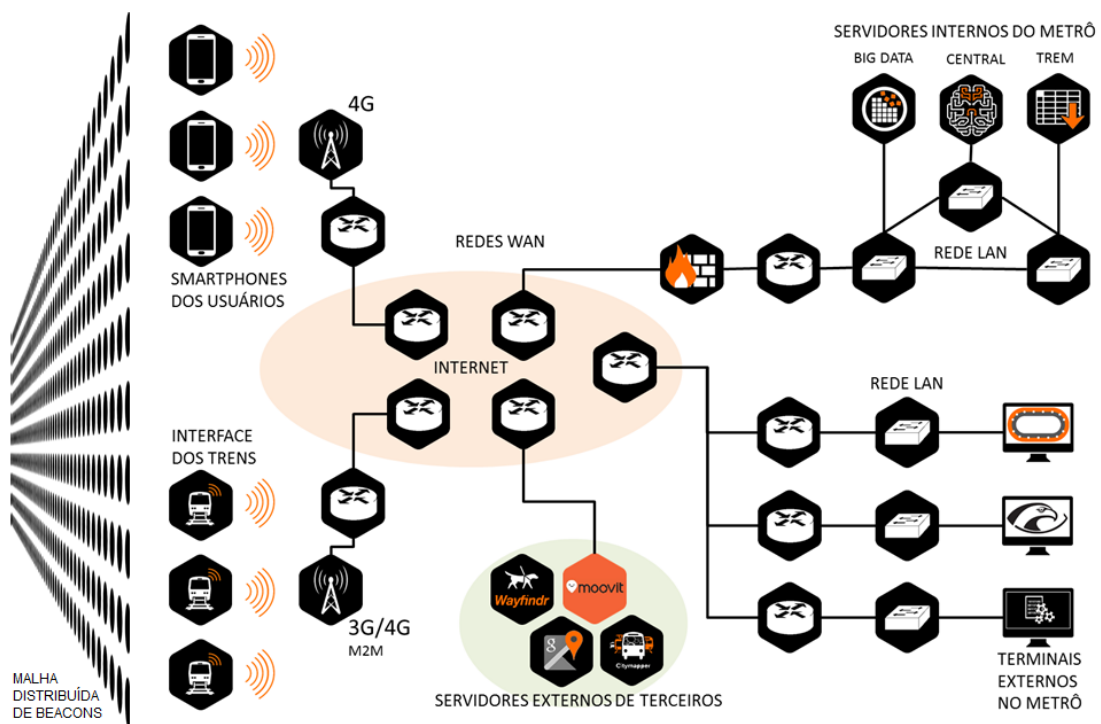 SERVIDORES INTERNOS DO METRÔ
BIG DATA
CENTRAL
TREM
4G
REDES WAN
REDE LAN
SMARTPHONES
DOS USUÁRIOS
INTERNET
REDE LAN
INTERFACE
DOS TRENS
Wayfindr
moovit
g
Citymapper
3G/4G
M2M
SERVIDORES EXTERNOS DE TERCEIROS
TERMINAIS
EXTERNOS
NO METRÔ
MALHA
DISTRIBUÍDA
DE BEACONS